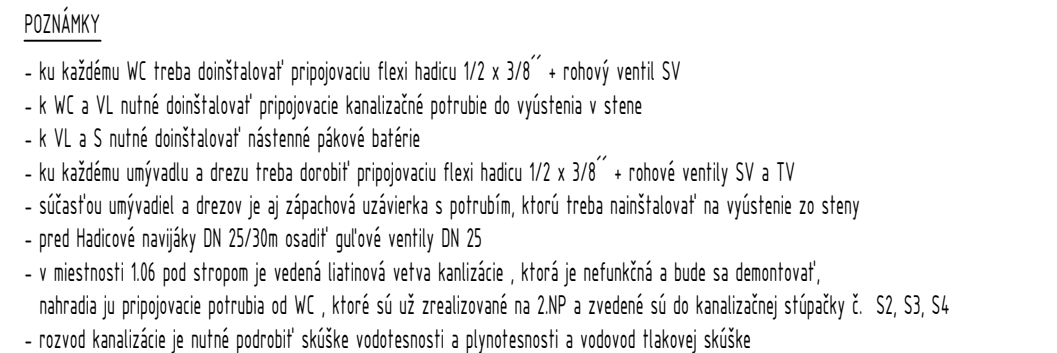 POZNÁMKY
- ku každému WC treba doinštalovať pripojovaciu flexi hadicu 1/2 x 3/8´´ + rohový ventil SV
- k WC a VL nutné doinštalovať pripojovacie kanalizačné potrubie do vyústenia v stene
- k VL a S nutné doinštalovať nástenné pákové batérie
- ku každému umývadlu a drezu treba dorobiť pripojovaciu flexi hadicu 1/2 x 3/8´´ + rohové ventily SV a TV
- súčasťou umývadiel a drezov je aj zápachová uzávierka s potrubím, ktorú treba nainštalovať na vyústenie zo steny
- pred Hadicové navijáky DN 25/30m osadiť guľové ventily DN 25
- v miestnosti 1.06 pod stropom je vedená liatinová vetva kanlizácie , ktorá je nefunkčná a bude sa demontovať,
nahradia ju pripojovacie potrubia od WC , ktoré sú už zrealizované na 2.NP a zvedené sú do kanalizačnej stúpačky č. S2, S3, S4
- rozvod kanalizácie je nutné podrobiť skúške vodotesnosti a plynotesnosti a vodovod tlakovej skúške